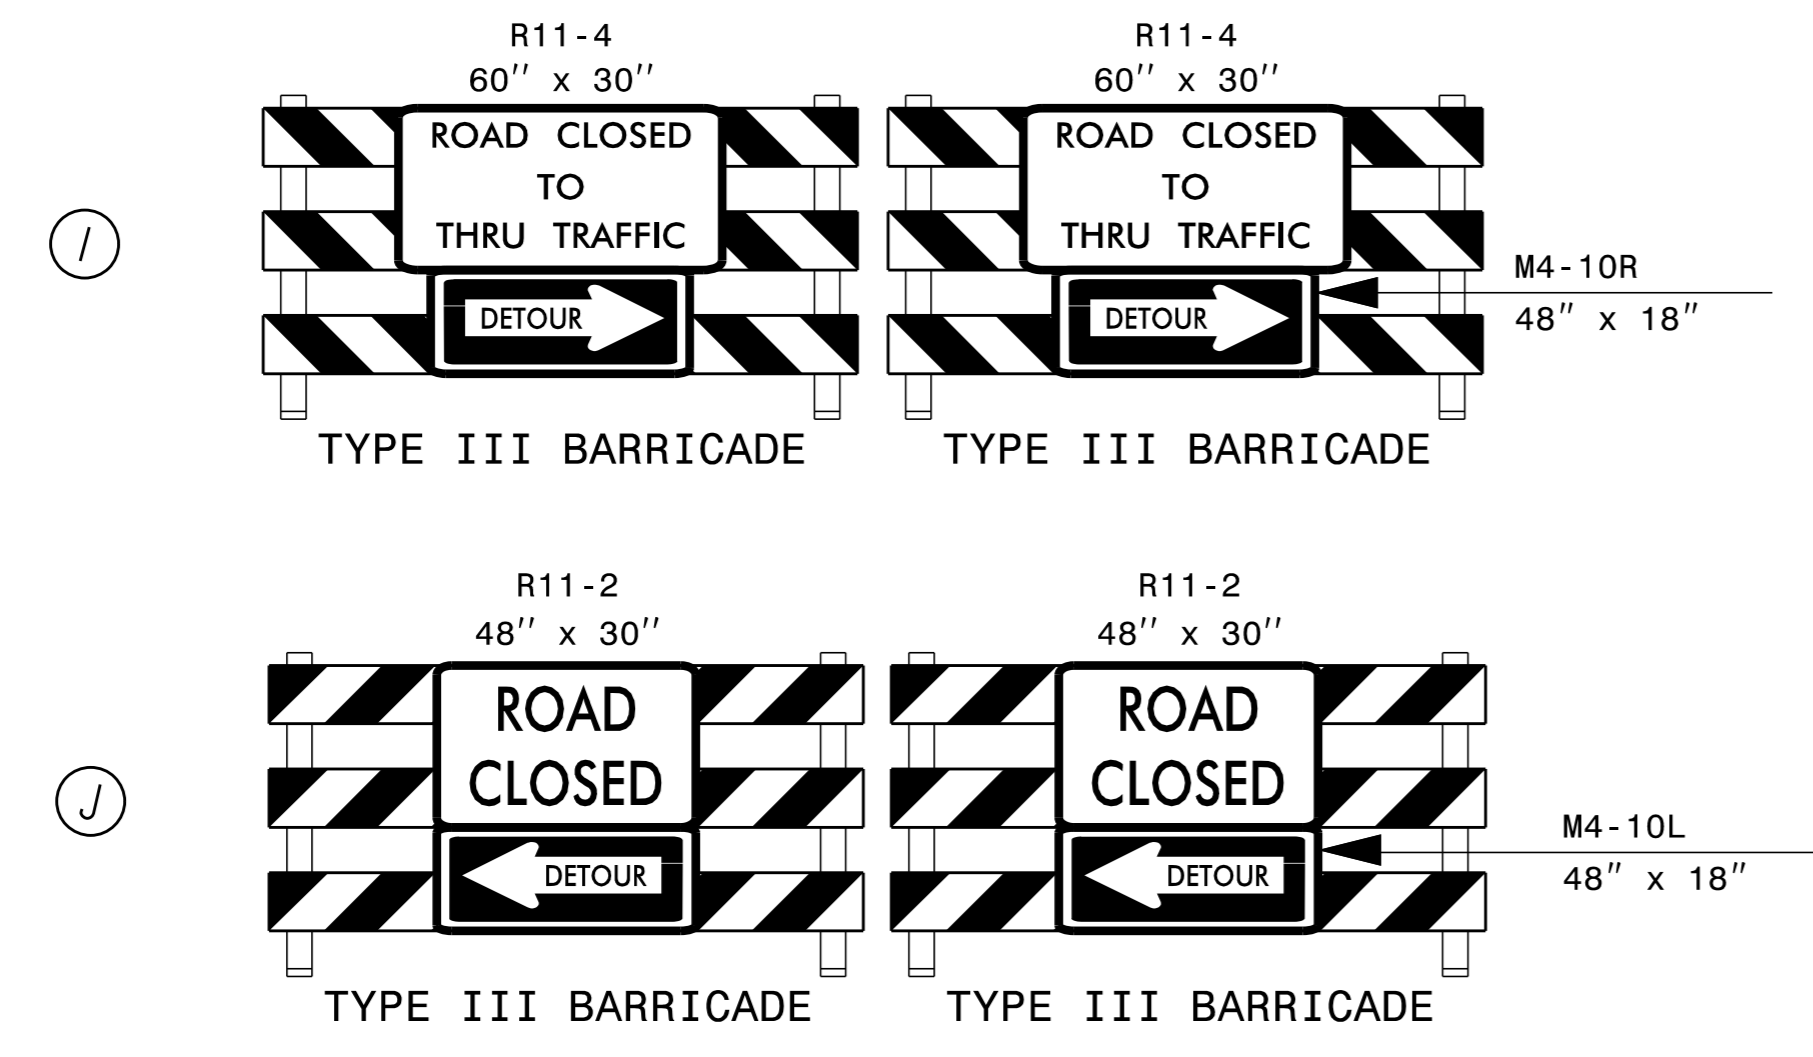 R11-4
60'' x 30''
R11-4
60'' x 30''
ROAD CLOSED
TO
THRU TRAFFIC
ROAD CLOSED
TO
THRU TRAFFIC
I
M4-10R
48" x 18"
DETOUR
DETOUR
TYPE III BARRICADE
TYPE III BARRICADE
R11-2
48'' x 30''
R11-2
48'' x 30''
ROAD
CLOSED
ROAD
CLOSED
J
M4-10L
48" x 18"
DETOUR
DETOUR
TYPE III BARRICADE
TYPE III BARRICADE